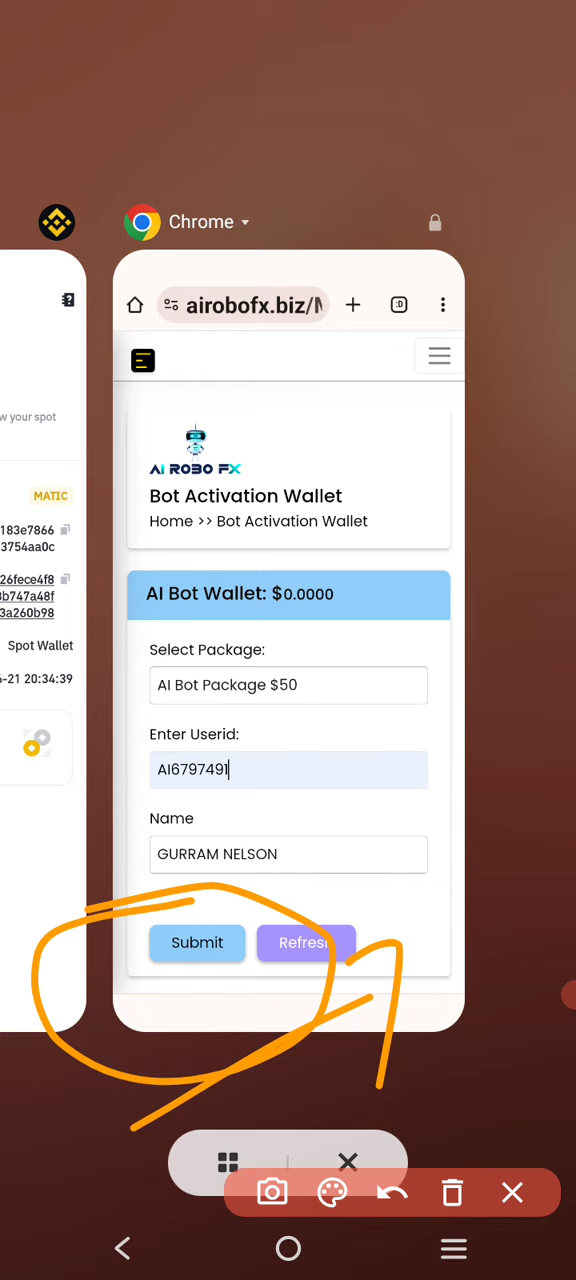 Chrome
airobofx.biz/
:D
w your spot
AI ROBO FX
Bot Activation Wallet
Home >> Bot Activation Wallet
MATIC
183e7866
3754aa0c
26fece4f8
b747a48f
3a260b98
Spot Wallet
-21 20:34:39
AI Bot Wallet: $0.0000
Select Package:
AI Bot Package $50
Enter Userid:
AI6797491
Name
GURRAM NELSON
Submit
Refresh